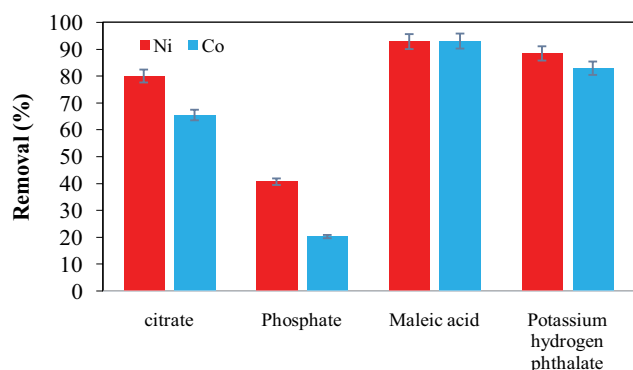 100
90
80
70
60
50
40
30
20
10
0
Removal (%)
Ni Co
citrate Phosphate Maleic acid Potassium
hydrogen
phthalate